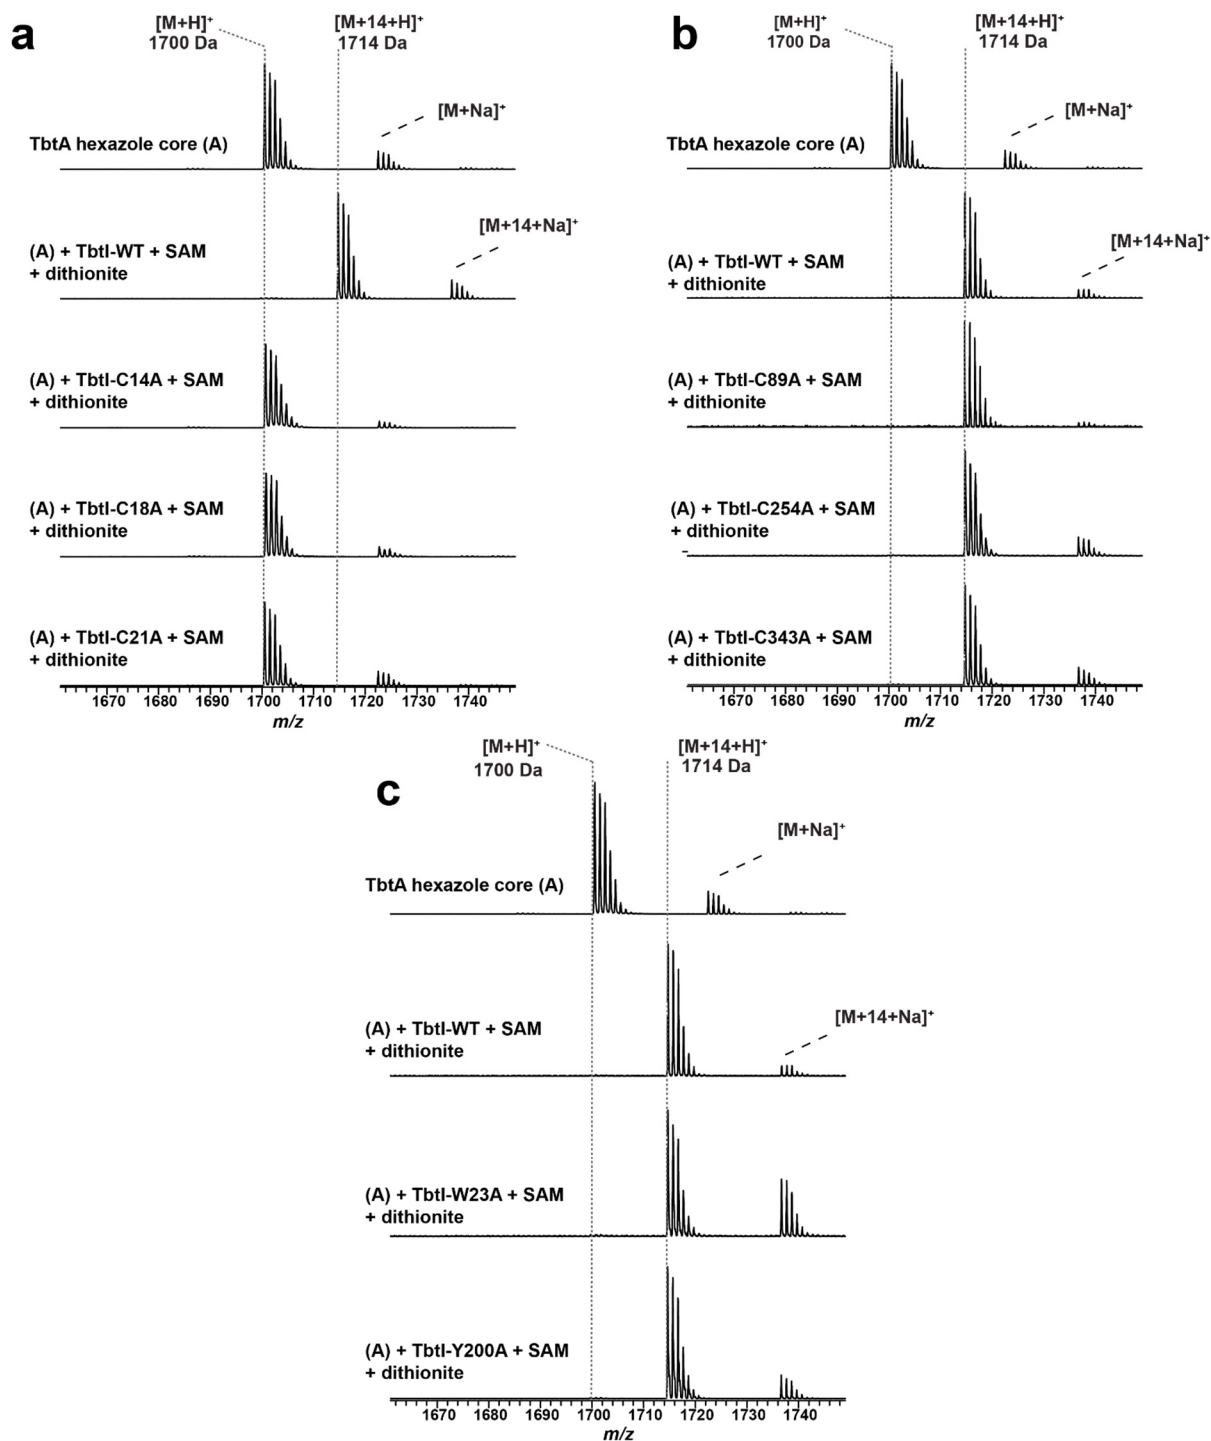 a
[M+H]⁺
1700 Da
[M+14+H]⁺
1714 Da
[M+Na]⁺
TbtA hexazole core (A)
[M+14+Na]⁺
(A) + TbtI-WT + SAM
+ dithionite
(A) + TbtI-C14A + SAM
+ dithionite
(A) + TbtI-C18A + SAM
+ dithionite
(A) + TbtI-C21A + SAM
+ dithionite
1670 1680 1690 1700 1710 1720 1730 1740
m/z
b
[M+H]⁺
1700 Da
[M+14+H]⁺
1714 Da
[M+Na]⁺
TbtA hexazole core (A)
[M+14+Na]⁺
(A) + TbtI-WT + SAM
+ dithionite
(A) + TbtI-C89A + SAM
+ dithionite
(A) + TbtI-C254A + SAM
+ dithionite
(A) + TbtI-C343A + SAM
+ dithionite
1670 1680 1690 1700 1710 1720 1730 1740
m/z
c
[M+H]⁺
1700 Da
[M+14+H]⁺
1714 Da
[M+Na]⁺
TbtA hexazole core (A)
[M+14+Na]⁺
(A) + TbtI-WT + SAM
+ dithionite
(A) + TbtI-W23A + SAM
+ dithionite
(A) + TbtI-Y200A + SAM
+ dithionite
1670 1680 1690 1700 1710 1720 1730 1740
m/z